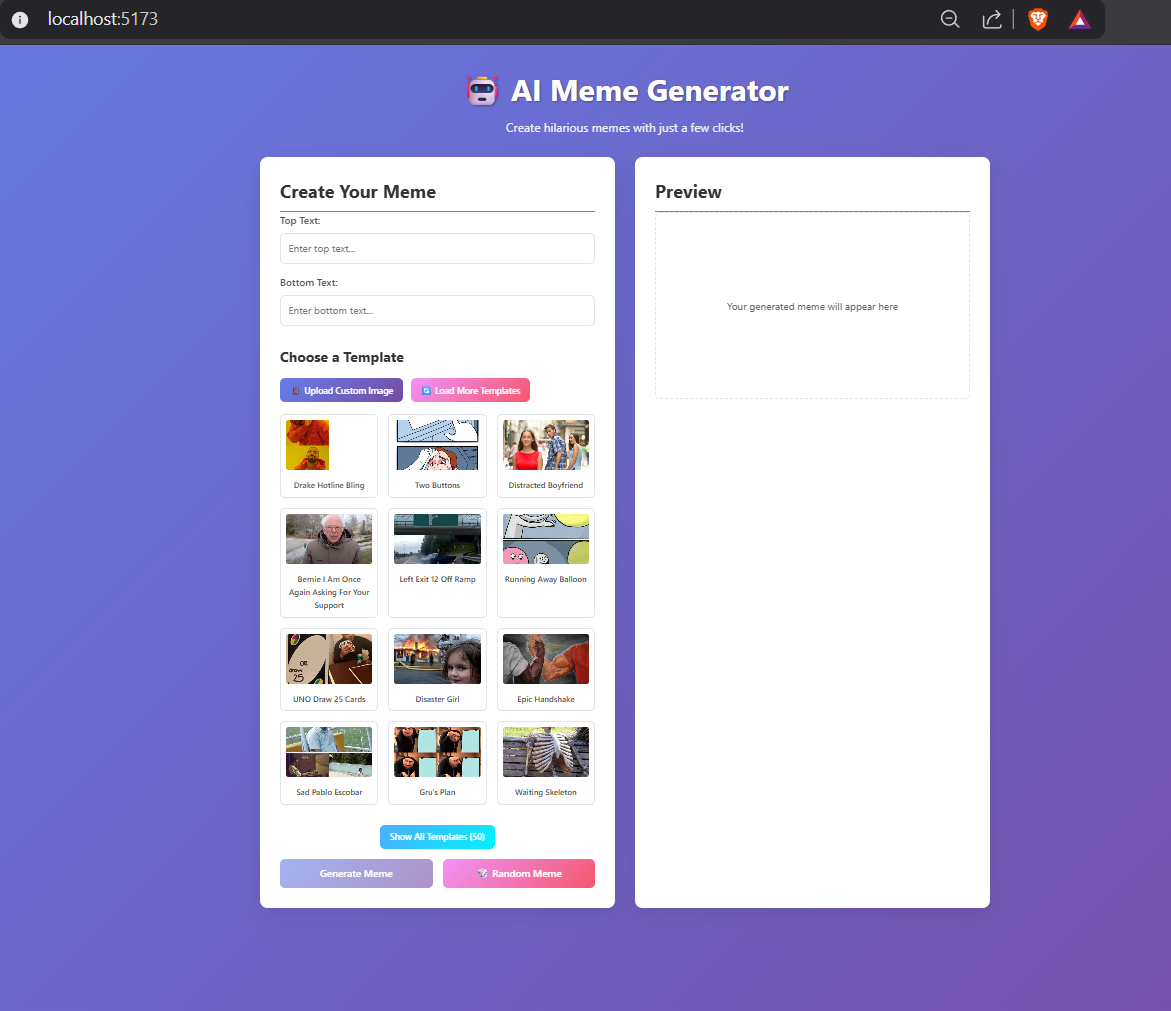 localhost:5173
AI Meme Generator
Create hilarious memes with just a few clicks!
Create Your Meme
Top Text:
Enter top text...
Bottom Text:
Enter bottom text...
Choose a Template
Upload Custom Image
Load More Templates
Drake Hotline Bling
Two Buttons
Distracted Boyfriend
Bernie I Am Once
Again Asking For Your
Support
Left Exit 12 Off Ramp
Running Away Balloon
OR
draw
25
UNO Draw 25 Cards
Disaster Girl
Epic Handshake
Sad Pablo Escobar
Gru's Plan
Waiting Skeleton
Show All Templates (50)
Generate Meme
Random Meme
Preview
Your generated meme will appear here